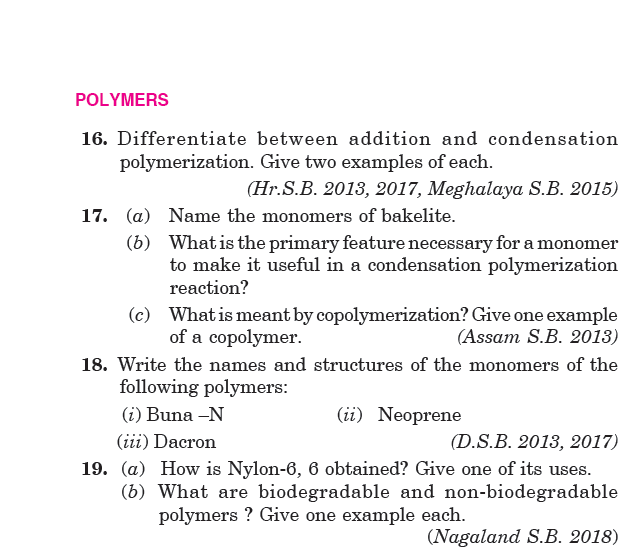 POLYMERS
16. Differentiate between addition and condensation
polymerization. Give two examples of each.
(Hr.S.B. 2013, 2017, Meghalaya S.B. 2015)
17. (a) Name the monomers of bakelite.
(b) What is the primary feature necessary for a monomer
to make it useful in a condensation polymerization
reaction?
(c) What is meant by copolymerization? Give one example
of a copolymer. (Assam S.B. 2013)
18. Write the names and structures of the monomers of the
following polymers:
(i) Buna –N (ii) Neoprene
(iii) Dacron (D.S.B. 2013, 2017)
19. (a) How is Nylon-6, 6 obtained? Give one of its uses.
(b) What are biodegradable and non-biodegradable
polymers ? Give one example each.
(Nagaland S.B. 2018)